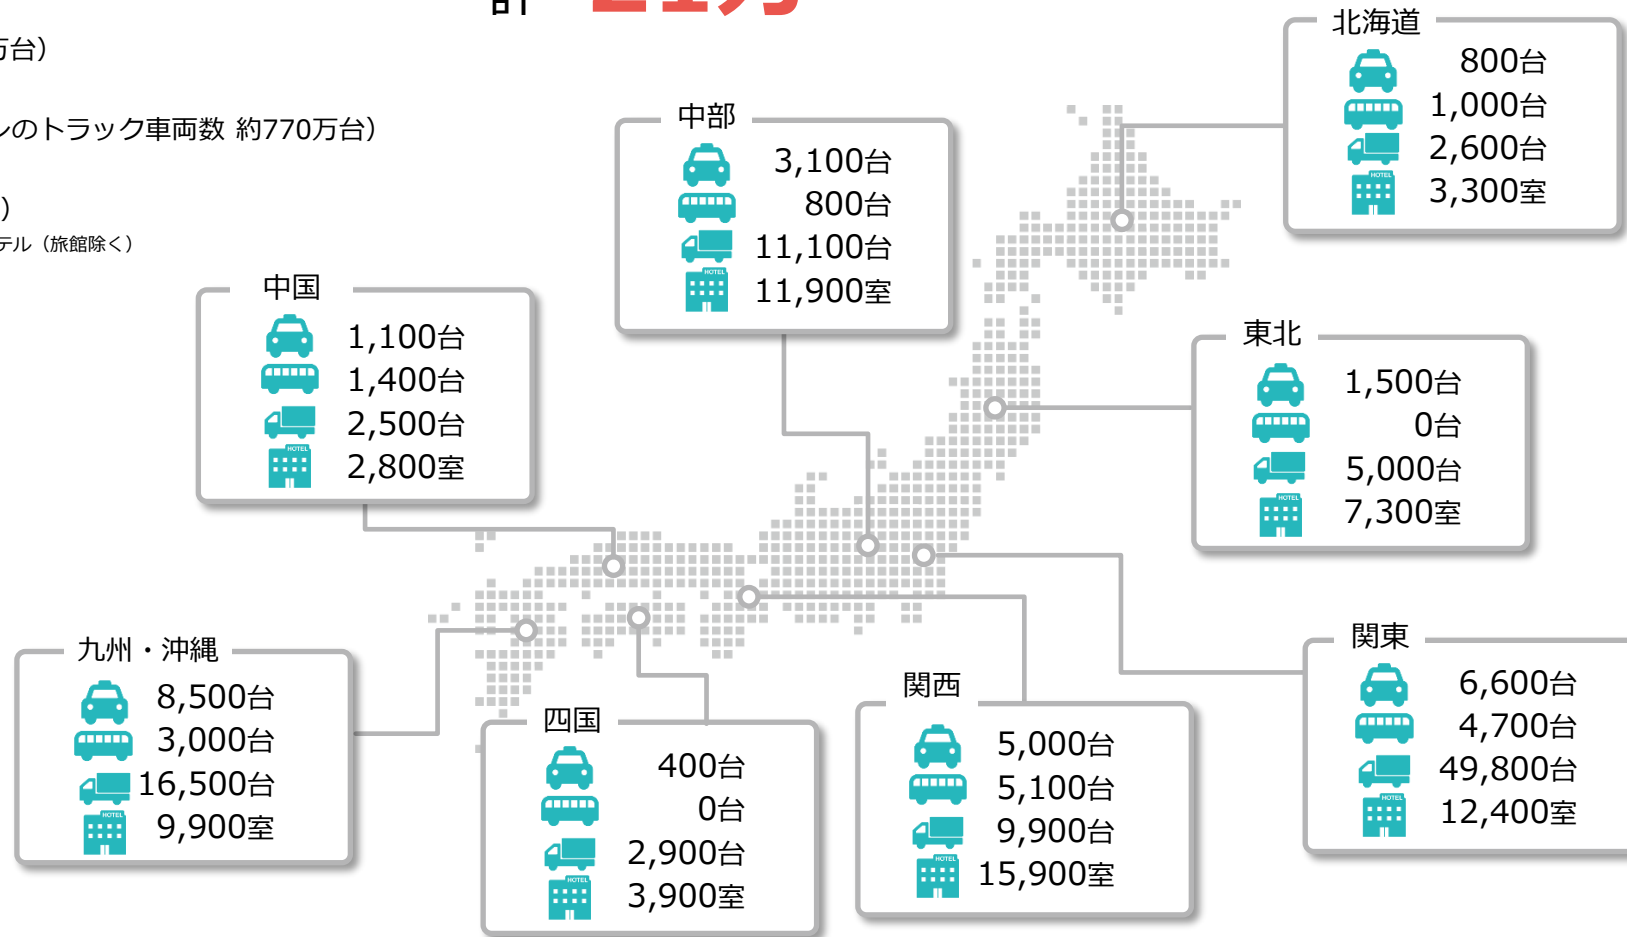 計
万台）
のトラック車両数 約770万台）
）
テル（旅館除く）
北海道
800台
1,000台
2,600台
HOTEL
3,300室
中部
3,100台
800台
11,100台
HOTEL
11,900室
中国
1,100台
1,400台
2,500台
HOTEL
2,800室
東北
1,500台
0台
5,000台
HOTEL
7,300室
九州・沖縄
8,500台
3,000台
16,500台
HOTEL
9,900室
四国
400台
0台
2,900台
HOTEL
3,900室
関西
5,000台
5,100台
9,900台
HOTEL
15,900室
関東
6,600台
4,700台
49,800台
HOTEL
12,400室